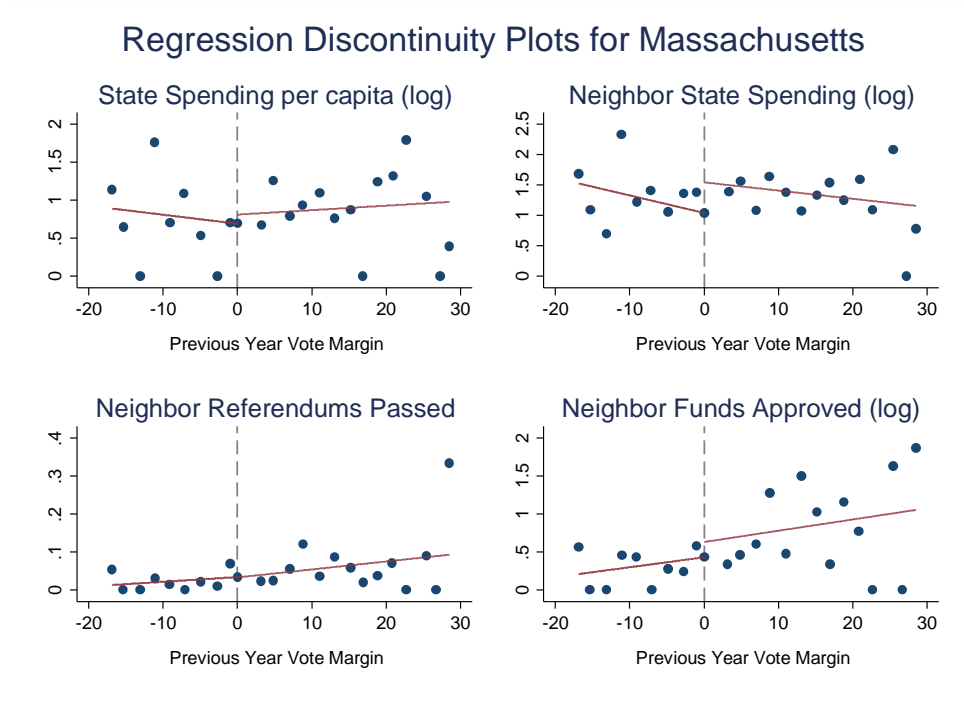 Regression Discontinuity Plots for Massachusetts
State Spending per capita (log)
0 .5 1 1.5 2
-20 -10 0 10 20 30
Previous Year Vote Margin
Neighbor State Spending (log)
0 .5 1 1.5 2 2.5
-20 -10 0 10 20 30
Previous Year Vote Margin
Neighbor Referendums Passed
0 .1 .2 .3 .4
-20 -10 0 10 20 30
Previous Year Vote Margin
Neighbor Funds Approved (log)
0 .5 1 1.5 2
-20 -10 0 10 20 30
Previous Year Vote Margin